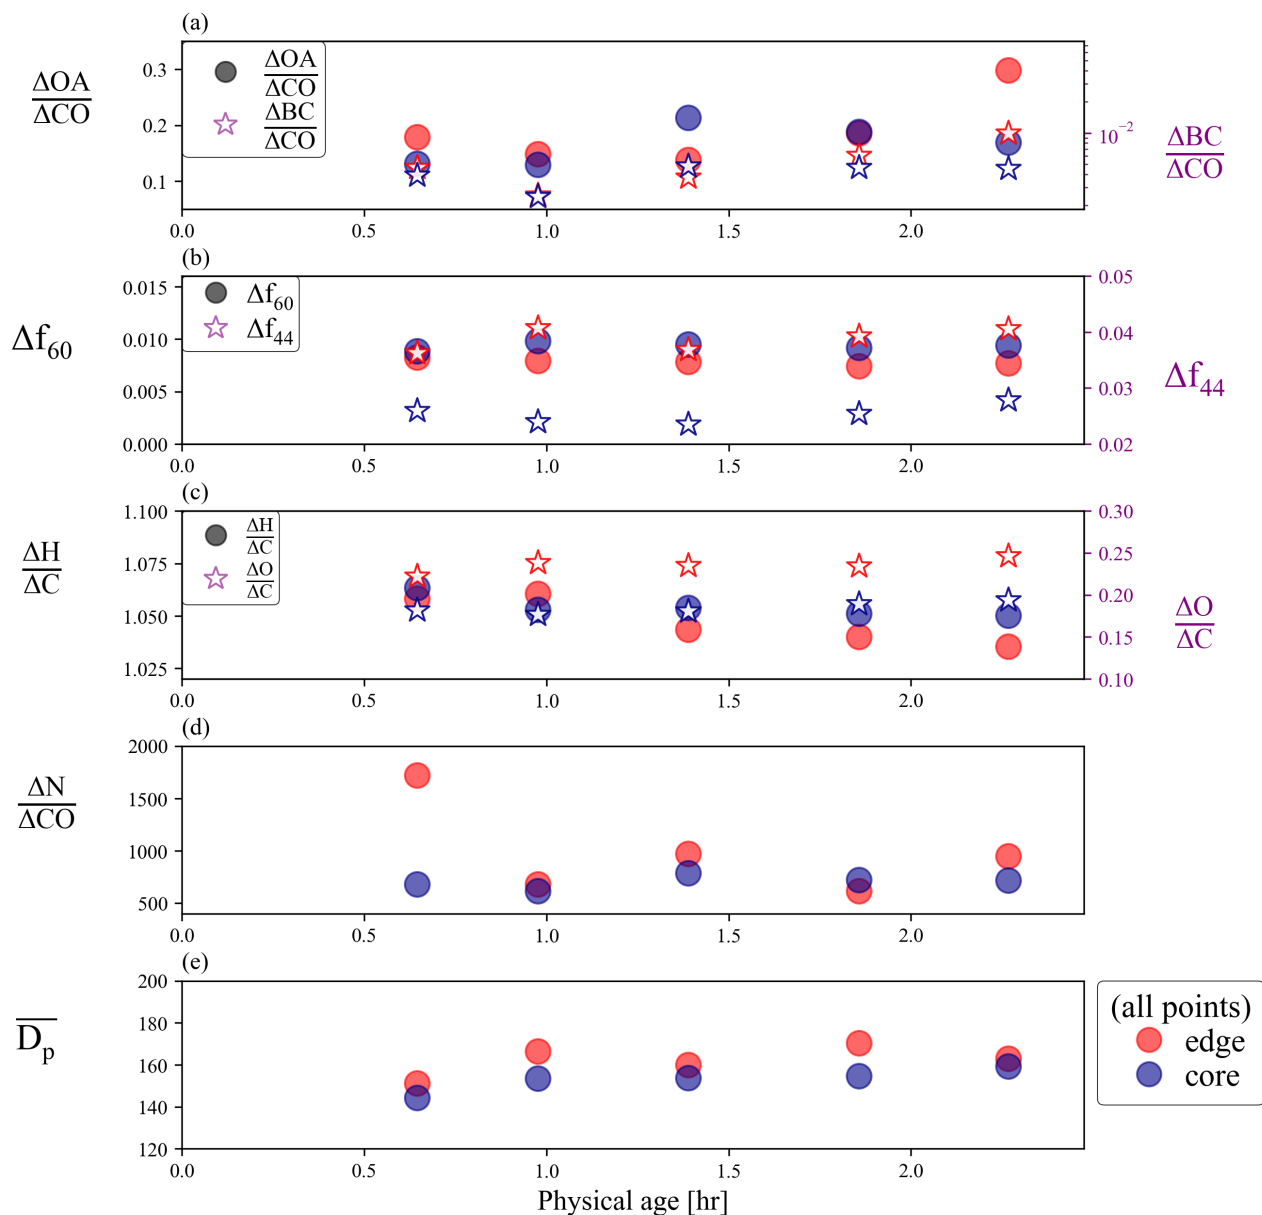 (a)
ΔOA
ΔCO
0.3
0.2
0.1
ΔOA
ΔCO
ΔBC
ΔCO
10⁻²
ΔBC
ΔCO
0.0 0.5 1.0 1.5 2.0
(b)
Δf₆₀
0.015
0.010
0.005
0.000
Δf₆₀
Δf₄₄
0.05
0.04
0.03
0.02
Δf₄₄
0.0 0.5 1.0 1.5 2.0
(c)
ΔH
ΔC
1.100
1.075
1.050
1.025
ΔH
ΔC
ΔO
ΔC
0.30
0.25
0.20
0.15
0.10
ΔO
ΔC
0.0 0.5 1.0 1.5 2.0
(d)
ΔN
ΔCO
2000
1500
1000
500
0.0 0.5 1.0 1.5 2.0
(e)
D̅ₚ
200
180
160
140
120
(all points)
edge
core
0.0 0.5 1.0 1.5 2.0
Physical age [hr]